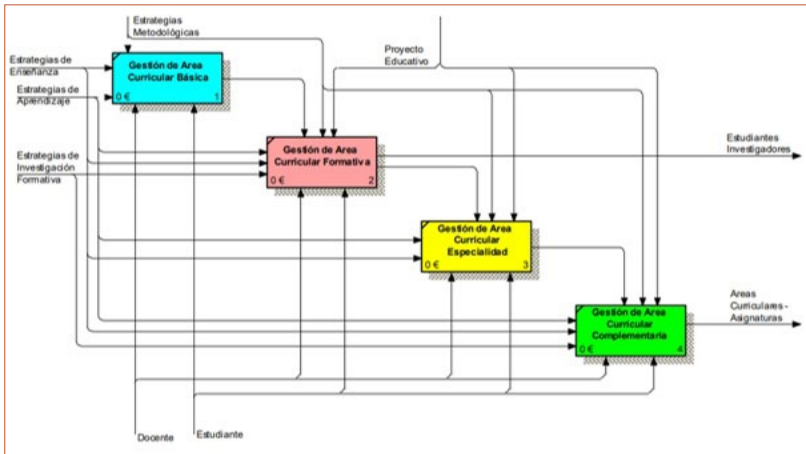 Estrategias
Metodológicas
Proyecto
Educativo
Estrategias de
Enseñanza
Estrategias de
Aprendizaje
Gestión de Area
Curricular Básica
0 €
1
Estrategias de
Investigación
Formativa
Gestión de Area
Curricular Formativa
0 €
2
Estudiantes
Investigadores
Gestión de Area
Curricular
Especialidad
0 €
3
Gestión de Area
Curricular
Complementaria
0 €
4
Areas
Curriculares -
Asignaturas
Docente
Estudiante